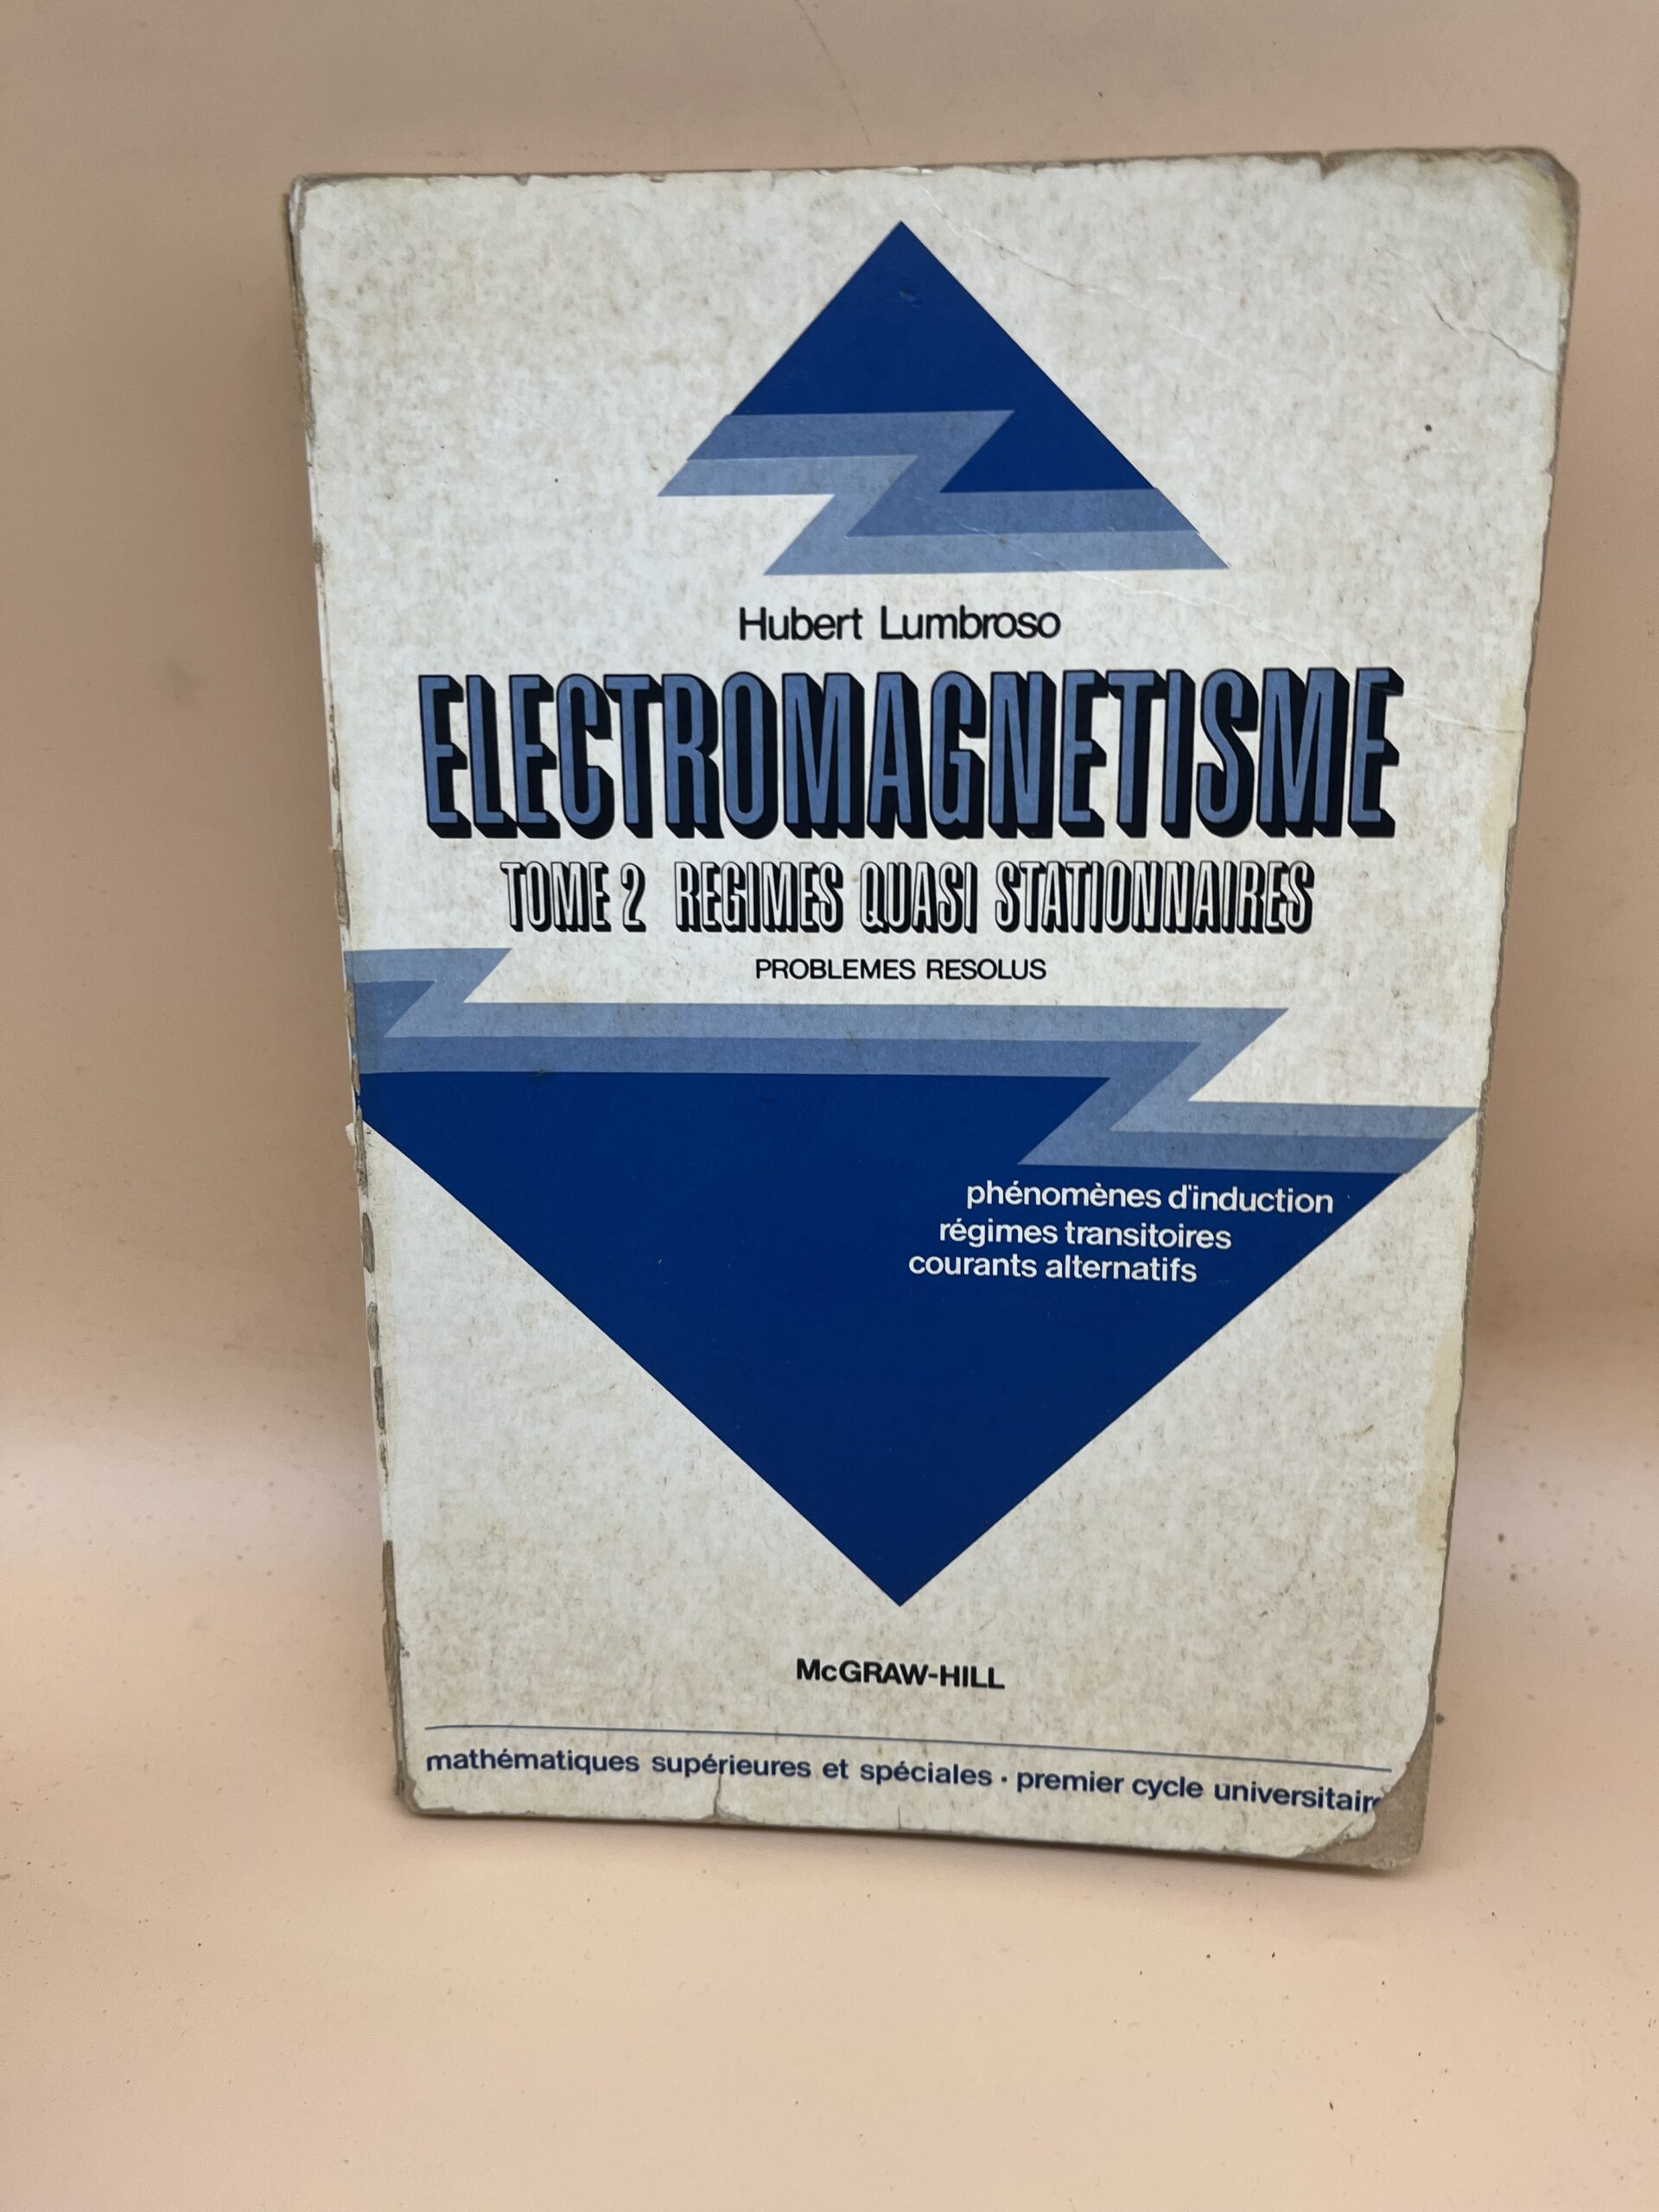 Hubert Lumbroso
ELECTROMAGNETISME
TOME 2 REGIMES QUASI STATIONNAIRES
PROBLEMES RESOLUS
phénomènes d'induction
régimes transitoires
courants alternatifs
McGRAW-HILL
mathématiques supérieures et spéciales • premier cycle universitaire